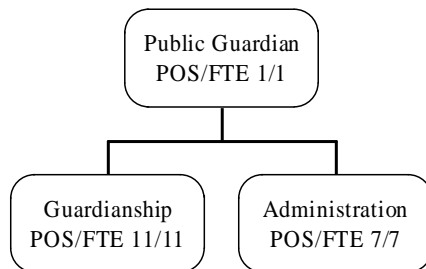 Public Guardian
POS/FTE 1/1
Guardianship
POS/FTE 11/11
Administration
POS/FTE 7/7